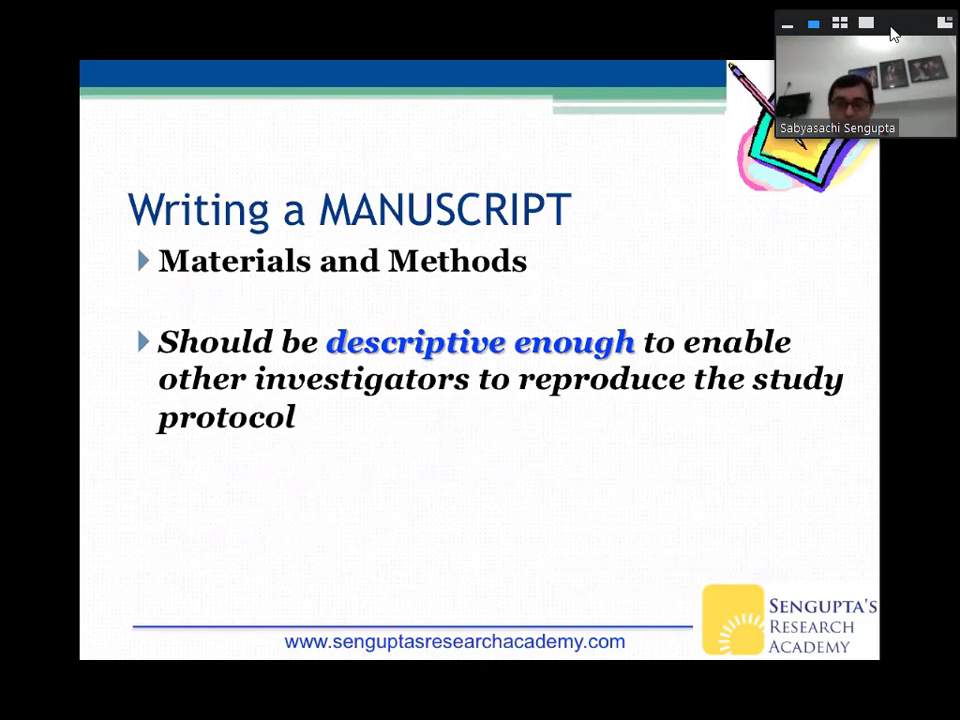 Sabyasachi Sengupta
Writing a MANUSCRIPT
Materials and Methods
Should be descriptive enough to enable
other investigators to reproduce the study
protocol
www.senguptasresearchacademy.com
SENGUPTA'S
RESEARCH
ACADEMY